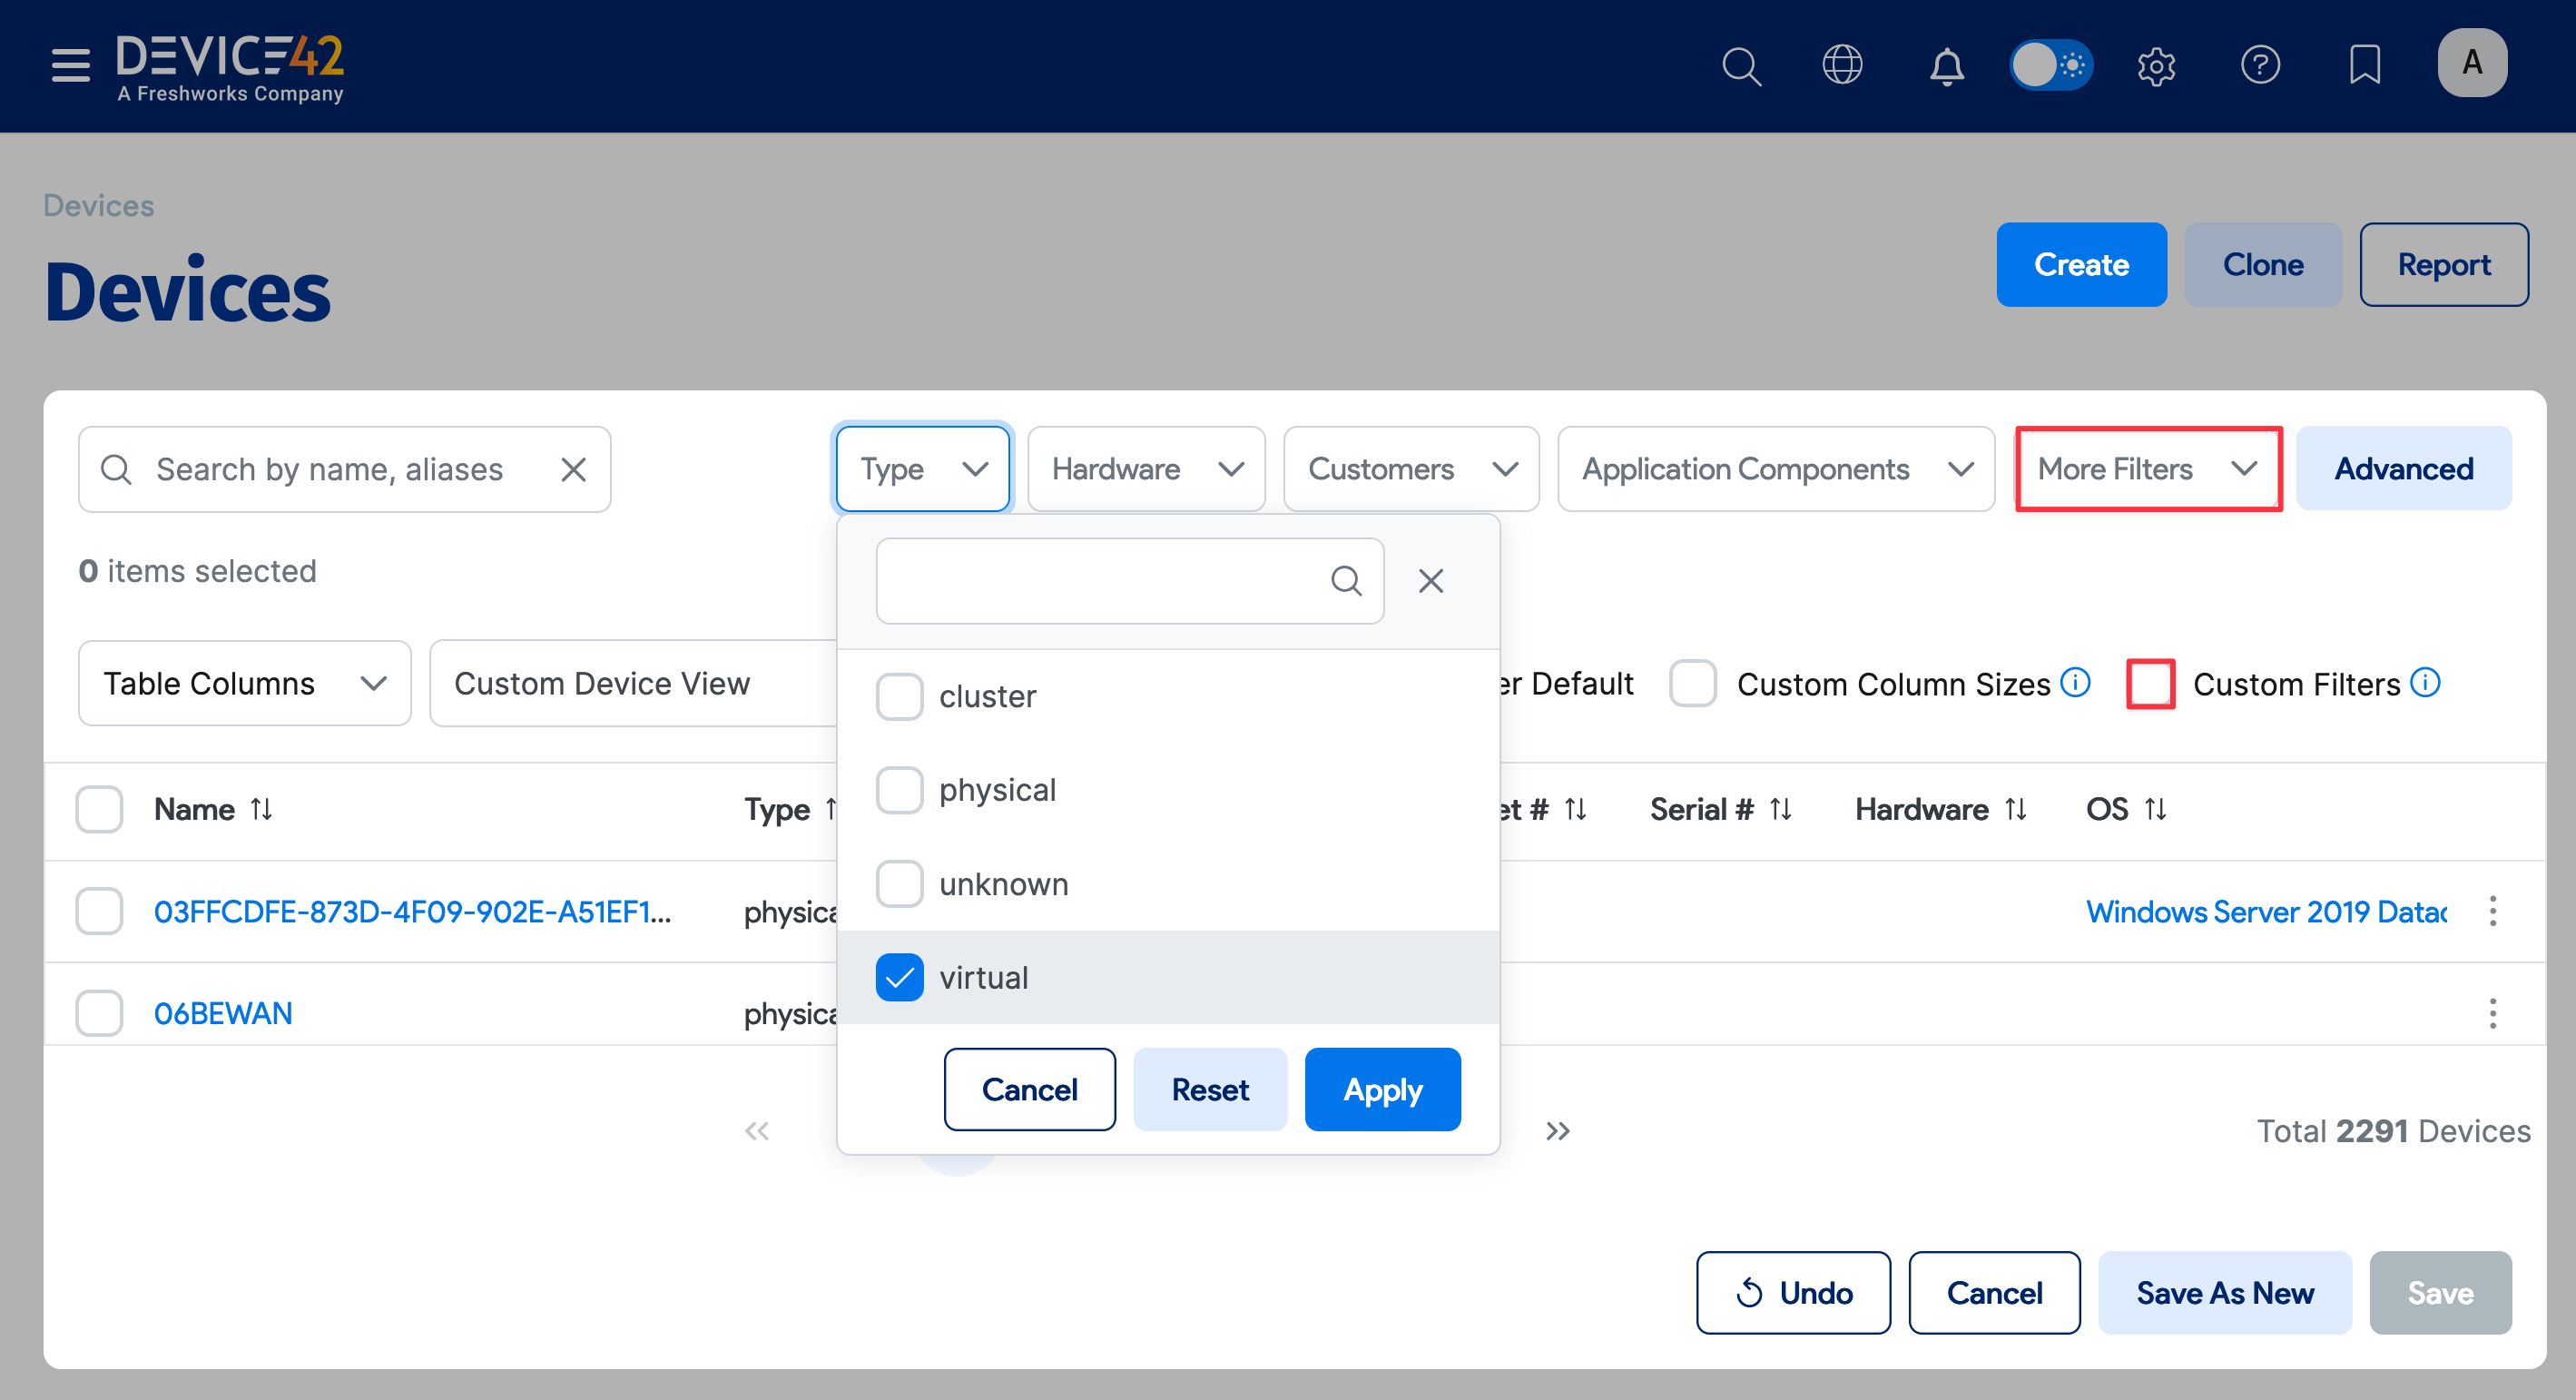 DEVICE42
A Freshworks Company
A
Devices
Devices
Create
Clone
Report
Search by name, aliases
Type
Hardware
Customers
Application Components
More Filters
Advanced
0 items selected
Table Columns
Custom Device View
er Default
Custom Column Sizes
Custom Filters
cluster
physical
unknown
virtual
Cancel
Reset
Apply
Name
Type
et #
Serial #
Hardware
OS
03FFCDFE-873D-4F09-902E-A51EF1...
physica
Windows Server 2019 Datac
06BEWAN
physica
Total 2291 Devices
Undo
Cancel
Save As New
Save